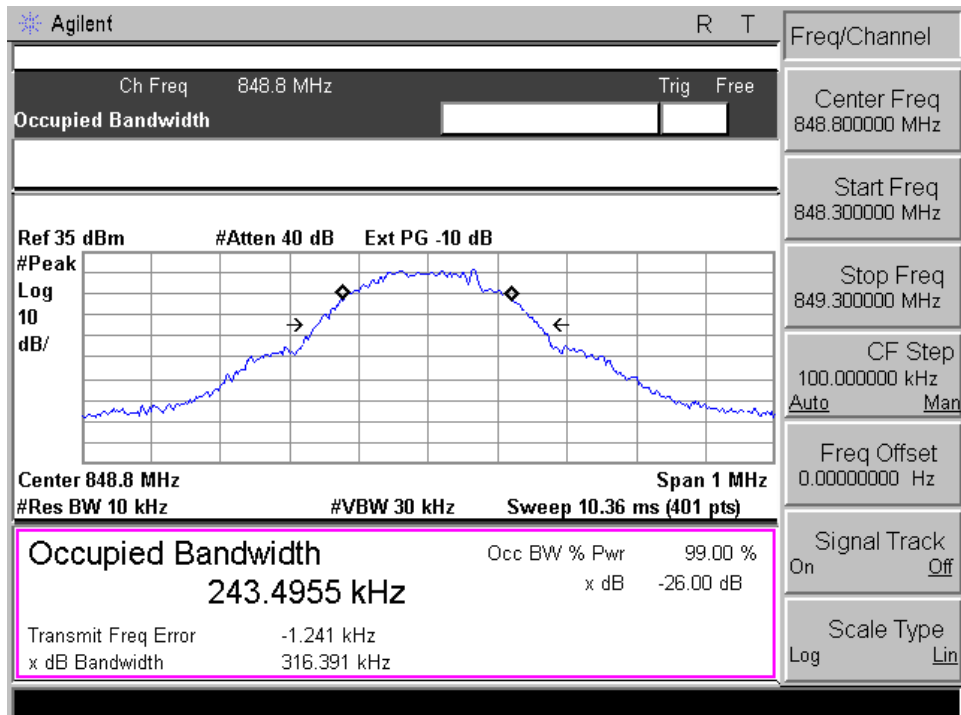 Agilent R T
Ch Freq 848.8 MHz Trig Free
Occupied Bandwidth
Ref 35 dBm #Atten 40 dB Ext PG -10 dB
#Peak
Log
10
dB/
Center 848.8 MHz Span 1 MHz
#Res BW 10 kHz #VBW 30 kHz Sweep 10.36 ms (401 pts)
Occupied Bandwidth Occ BW % Pwr 99.00 %
243.4955 kHz x dB -26.00 dB
Transmit Freq Error -1.241 kHz
x dB Bandwidth 316.391 kHz
Freq/Channel
Center Freq
848.800000 MHz
Start Freq
848.300000 MHz
Stop Freq
849.300000 MHz
CF Step
100.000000 kHz
Auto Man
Freq Offset
0.00000000 Hz
Signal Track
On Off
Scale Type
Log Lin